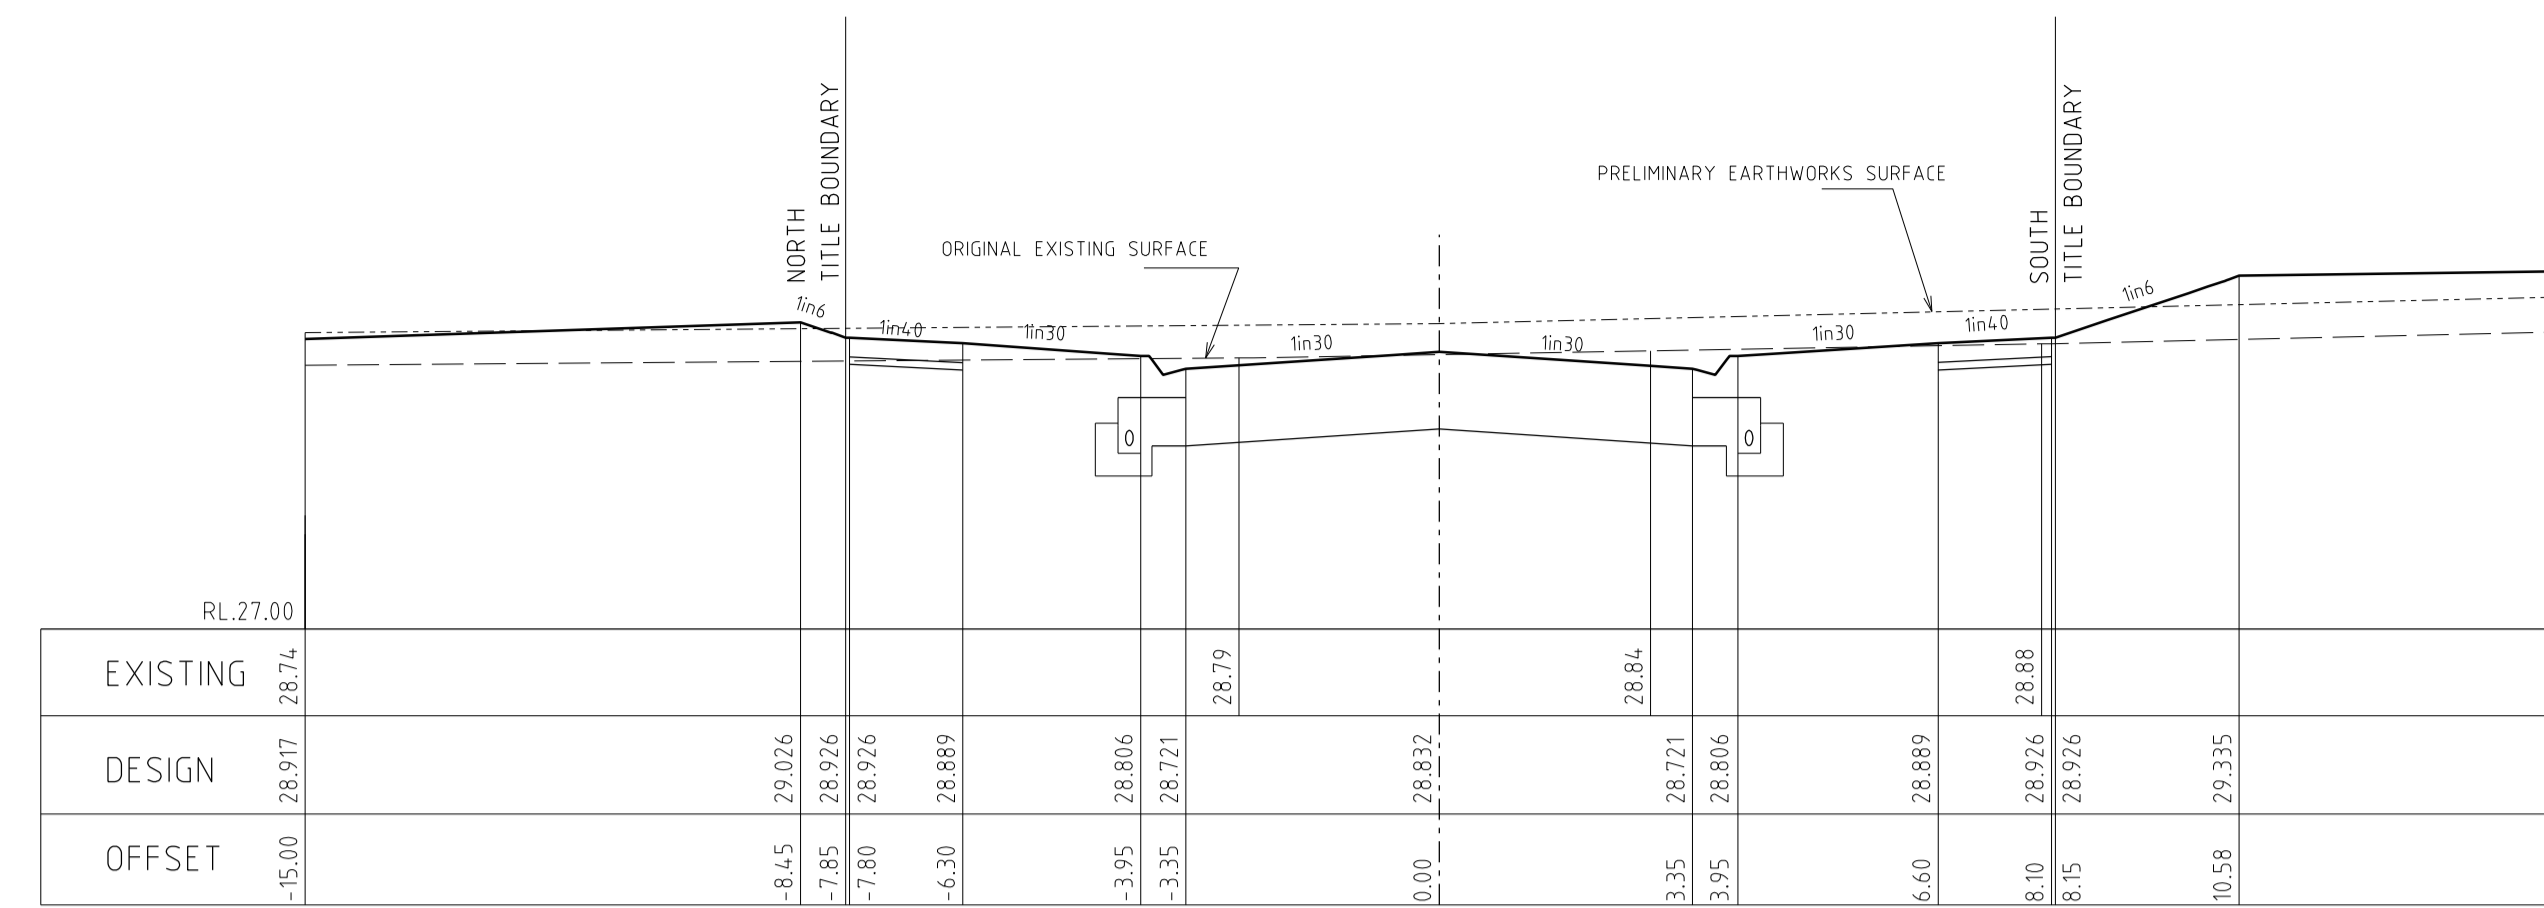 NORTH
TITLE BOUNDARY
SOUTH
TITLE BOUNDARY
PRELIMINARY EARTHWORKS SURFACE
ORIGINAL EXISTING SURFACE
1in6
1in40
1in30
1in30
1in30
1in30
1in40
1in6
0
0
RL.27.00
EXISTING 28.74 28.79 28.84 28.88
DESIGN 28.917 29.026 28.926 28.926 28.889 28.806 28.721 28.832 28.721 28.806 28.889 28.926 28.926 29.335
OFFSET -15.00 -8.45 -7.85 -7.80 -6.30 -3.95 -3.35 0.00 3.35 3.95 6.60 8.10 8.15 10.58